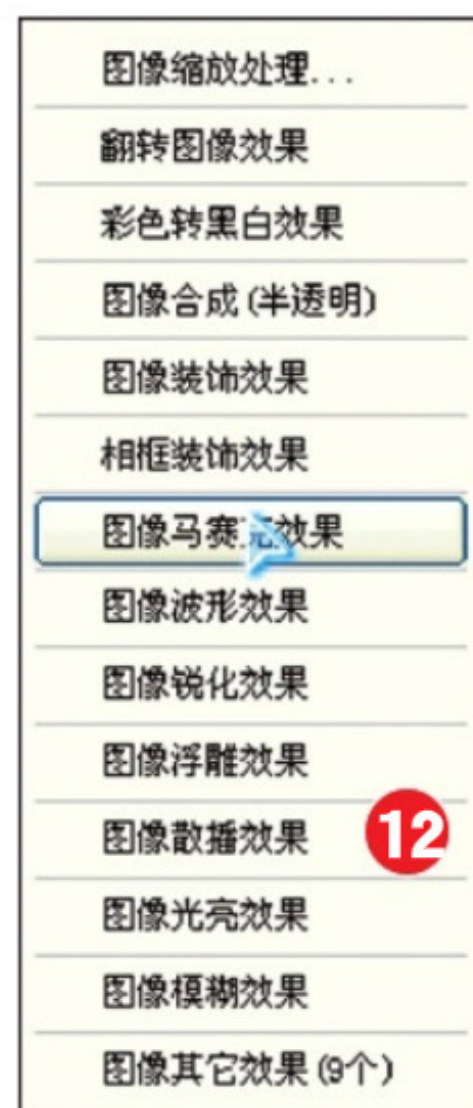 图像缩放处理...
翻转图像效果
彩色转黑白效果
图像合成(半透明)
图像装饰效果
相框装饰效果
图像马赛克效果
图像波形效果
图像锐化效果
图像浮雕效果
图像散播效果
12
图像光亮效果
图像模糊效果
图像其它效果(9个)